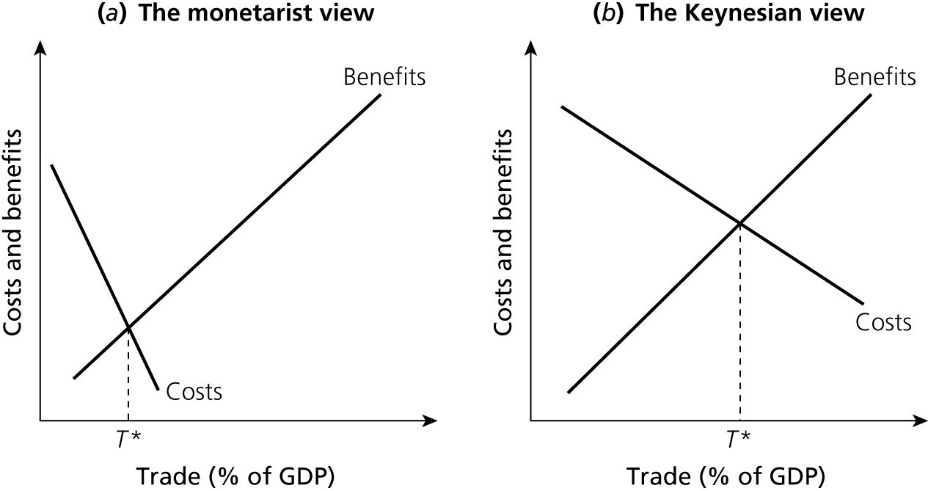 (a) The monetarist view
Costs and benefits
Benefits
Costs
T*
Trade (% of GDP)
(b) The Keynesian view
Costs and benefits
Benefits
Costs
T*
Trade (% of GDP)